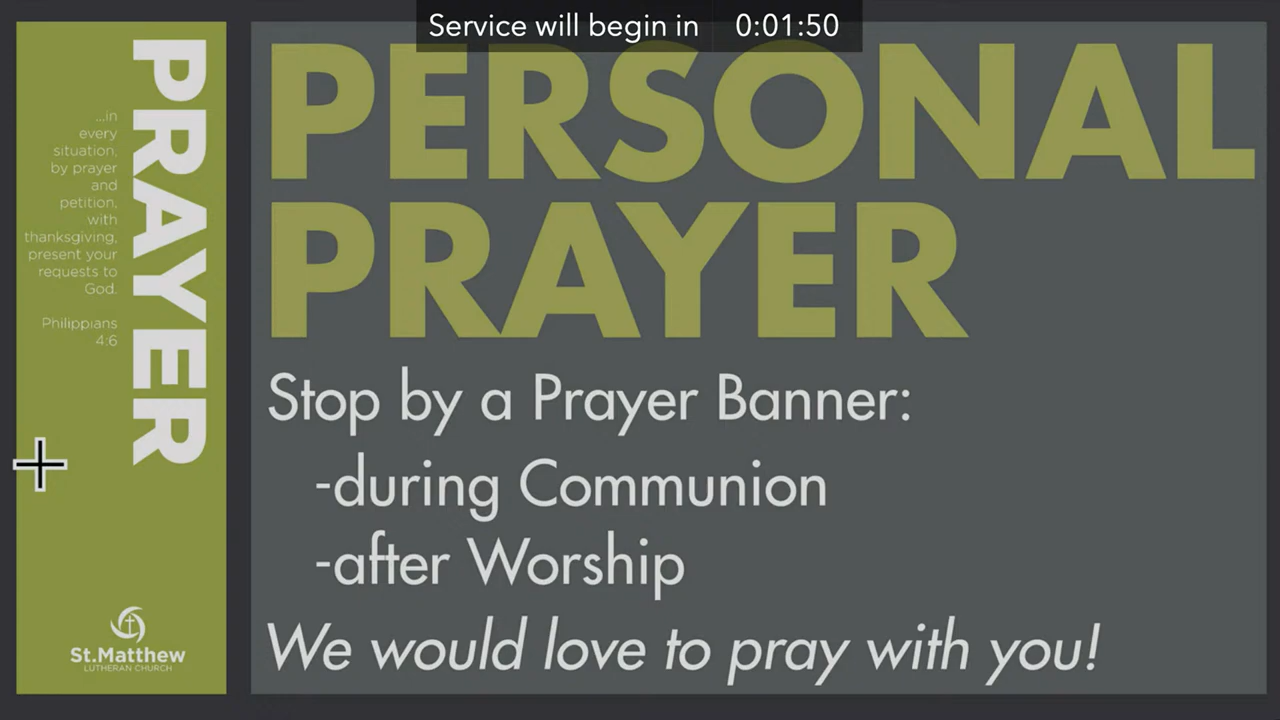 Service will begin in 0:01:50
PRAYER
...in
every
situation,
by prayer
and
petition,
with
thanksgiving,
present your
requests to
God.
Philippians
4:6
St.Matthew
LUTHERAN CHURCH
PERSONAL
PRAYER
Stop by a Prayer Banner:
-during Communion
-after Worship
We would love to pray with you!